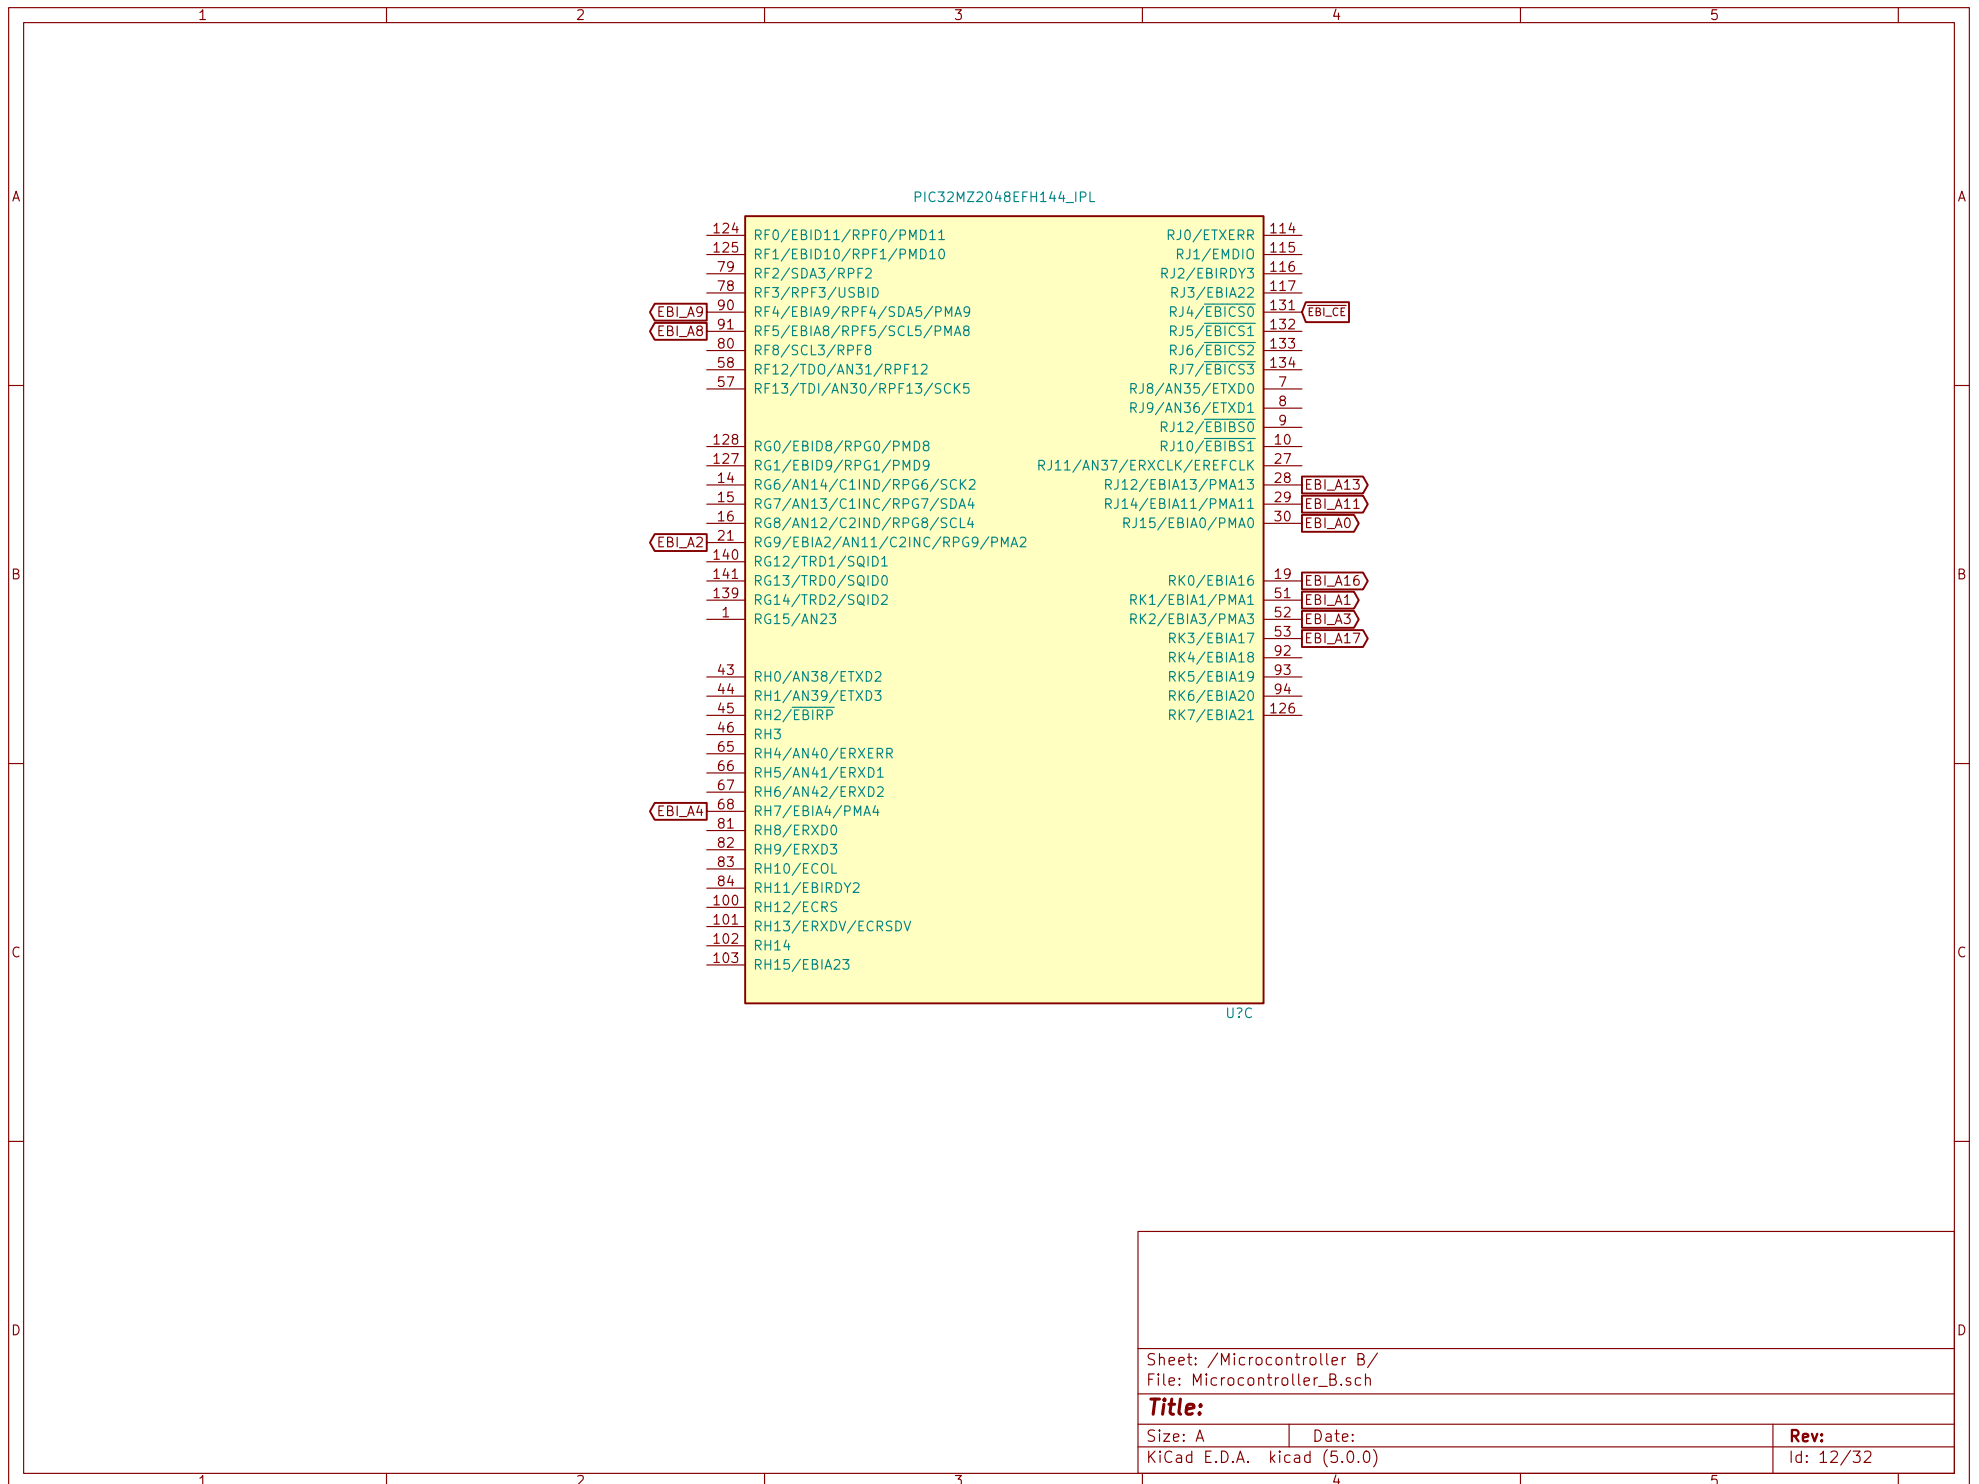 1 2 3 4 5
A A
PIC32MZ2048EFH144_IPL
124 RF0/EBID11/RPF0/PMD11 RJ0/ETXERR 114
125 RF1/EBID10/RPF1/PMD10 RJ1/EMDIO 115
79 RF2/SDA3/RPF2 RJ2/EBIRDY3 116
78 RF3/RPF3/USBID RJ3/EBIA22 117
EBI_A9 90 RF4/EBIA9/RPF4/SDA5/PMA9 RJ4/EBICS0 131 EBI_CE
EBI_A8 91 RF5/EBIA8/RPF5/SCL5/PMA8 RJ5/EBICS1 132
80 RF8/SCL3/RPF8 RJ6/EBICS2 133
58 RF12/TDO/AN31/RPF12 RJ7/EBICS3 134
57 RF13/TDI/AN30/RPF13/SCK5 RJ8/AN35/ETXD0 7
RJ9/AN36/ETXD1 8
RJ12/EBIBS0 9
128 RG0/EBID8/RPG0/PMD8 RJ10/EBIBS1 10
127 RG1/EBID9/RPG1/PMD9 RJ11/AN37/ERXCLK/EREFCLK 27
14 RG6/AN14/C1IND/RPG6/SCK2 RJ12/EBIA13/PMA13 28 EBI_A13
15 RG7/AN13/C1INC/RPG7/SDA4 RJ14/EBIA11/PMA11 29 EBI_A11
16 RG8/AN12/C2IND/RPG8/SCL4 RJ15/EBIA0/PMA0 30 EBI_A0
EBI_A2 21 RG9/EBIA2/AN11/C2INC/RPG9/PMA2
140 RG12/TRD1/SQID1
B B
141 RG13/TRD0/SQID0 RK0/EBIA16 19 EBI_A16
139 RG14/TRD2/SQID2 RK1/EBIA1/PMA1 51 EBI_A1
1 RG15/AN23 RK2/EBIA3/PMA3 52 EBI_A3
RK3/EBIA17 53 EBI_A17
RK4/EBIA18 92
43 RH0/AN38/ETXD2 RK5/EBIA19 93
44 RH1/AN39/ETXD3 RK6/EBIA20 94
45 RH2/EBIRP RK7/EBIA21 126
46 RH3
65 RH4/AN40/ERXERR
66 RH5/AN41/ERXD1
67 RH6/AN42/ERXD2
EBI_A4 68 RH7/EBIA4/PMA4
81 RH8/ERXD0
82 RH9/ERXD3
83 RH10/ECOL
84 RH11/EBIRDY2
100 RH12/ECRS
101 RH13/ERXDV/ECRSDV
102 RH14
C C
103 RH15/EBIA23
U?C
D D
Sheet: /Microcontroller B/
File: Microcontroller_B.sch
Title:
Size: A Date: Rev:
KiCad E.D.A. kicad (5.0.0) Id: 12/32
1 2 3 4 5